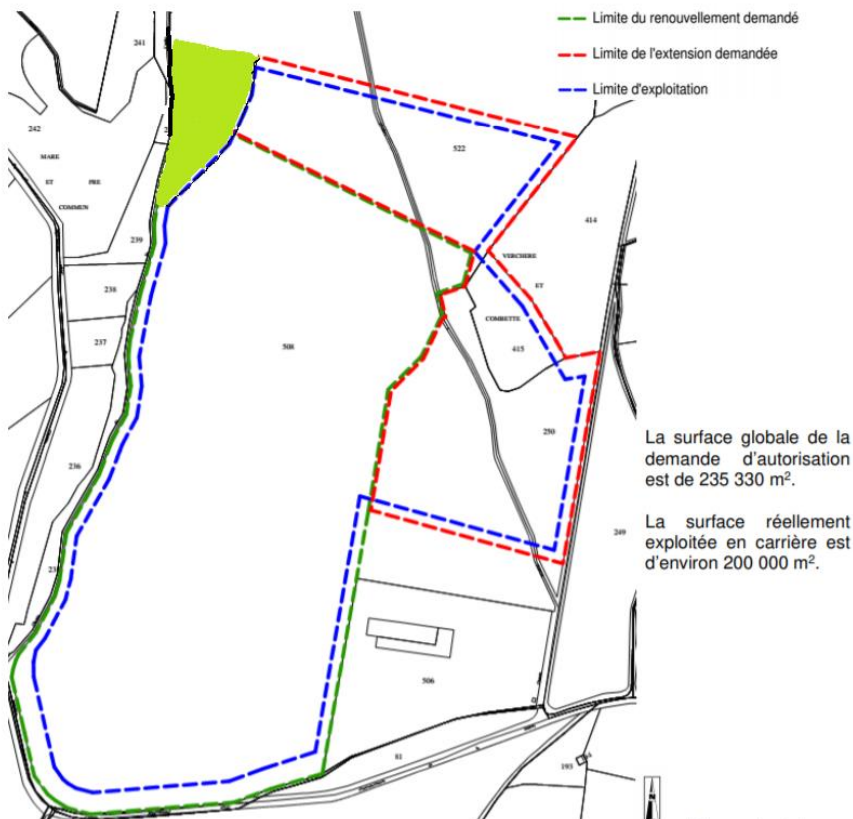 Limite du renouvellement demandé
Limite de l'extension demandée
Limite d'exploitation
241
242
MARE
ET PRE
COMMUN
239
238
237
236
522
414
VERCHERE
ET
COMBETTE
415
508
250
249
506
81
193
La surface globale de la
demande d'autorisation
est de 235 330 m².
La surface réellement
exploitée en carrière est
d'environ 200 000 m².